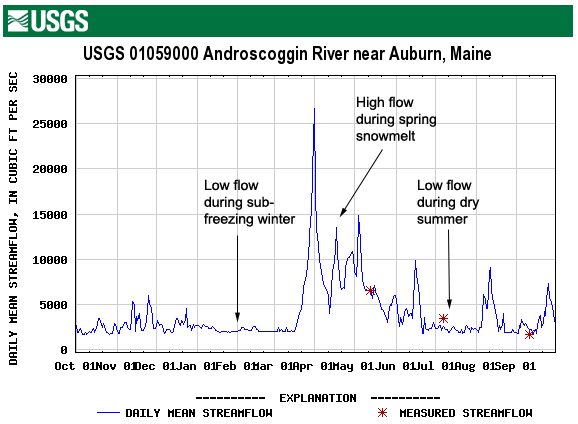 USGS
USGS 01059000 Androscoggin River near Auburn, Maine
DAILY MEAN STREAMFLOW, IN CUBIC FT PER SEC
30000
25000
20000
15000
10000
5000
0
High flow
during spring
snowmelt
Low flow
during sub-
freezing winter
Low flow
during dry
summer
Oct 01Nov 01Dec 01Jan 01Feb 01Mar 01Apr 01May 01Jun 01Jul 01Aug 01Sep 01
----------- EXPLANATION -----------
DAILY MEAN STREAMFLOW
MEASURED STREAMFLOW